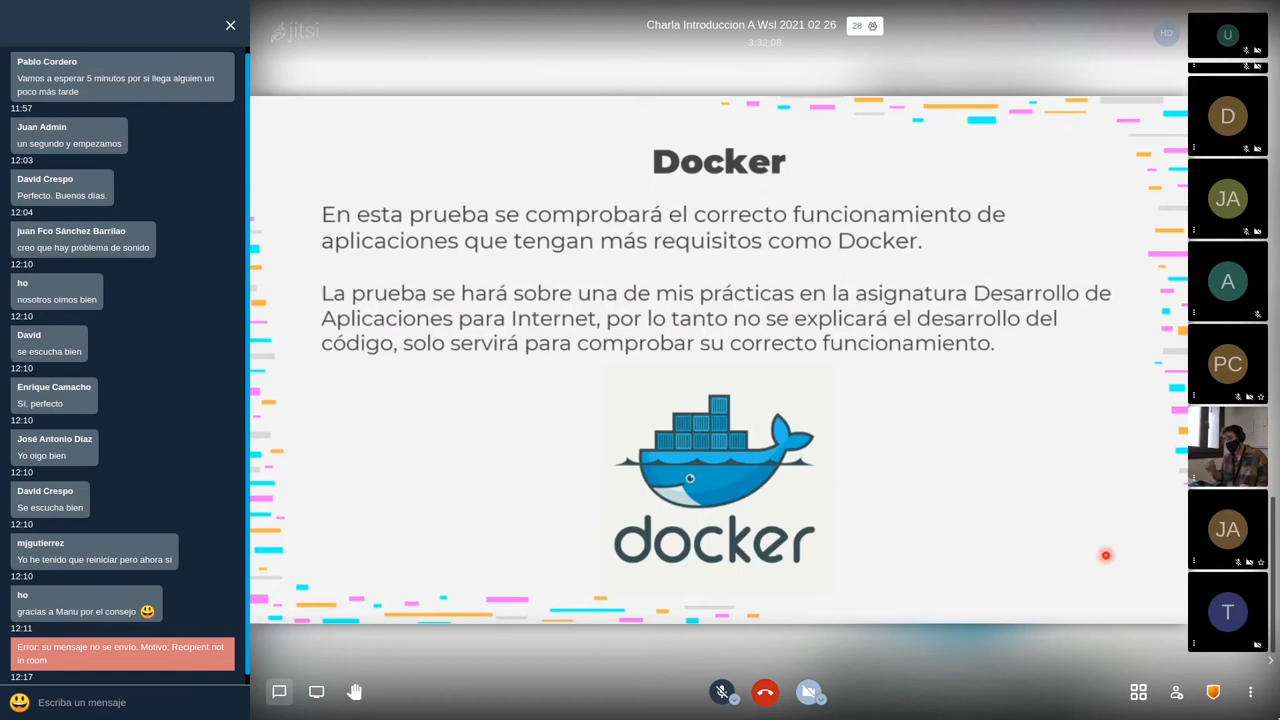 Pablo Cordero
Vamos a esperar 5 minutos por si llega alguien un
poco más tarde
11:57
Juan Admin
un segundo y empezamos
12:03
David Crespo
Perfecto. Buenos días.
12:04
juan Fco Sánchez Barrilao
creo que hay problema de sonido
12:10
ho
nosotros oimos bien
12:10
David
se escucha bien
12:10
Enrique Camacho
Sí, perfecto
12:10
José Antonio Díaz
Yo oigo bien
12:10
David Crespo
Se escucha bien
12:10
mjgutierrez
Yo he tenido que reiniciar pero ahora sí
12:10
ho
gracias a Manu por el consejo 😃
12:11
Error: su mensaje no se envío. Motivo: Recipient not
in room
12:17
Escriba un mensaje
jitsi
Charla Introduccion A Wsl 2021 02 26
28
3:32:08
HD
Docker
En esta prueba se comprobará el correcto funcionamiento de
aplicaciones que tengan más requisitos como Docker.
La prueba se hará sobre una de mis prácticas en la asignatura Desarrollo de
Aplicaciones para Internet, por lo tanto no se explicará el desarrollo del
código, solo servirá para comprobar su correcto funcionamiento.
docker
U
D
JA
A
PC
JA
T